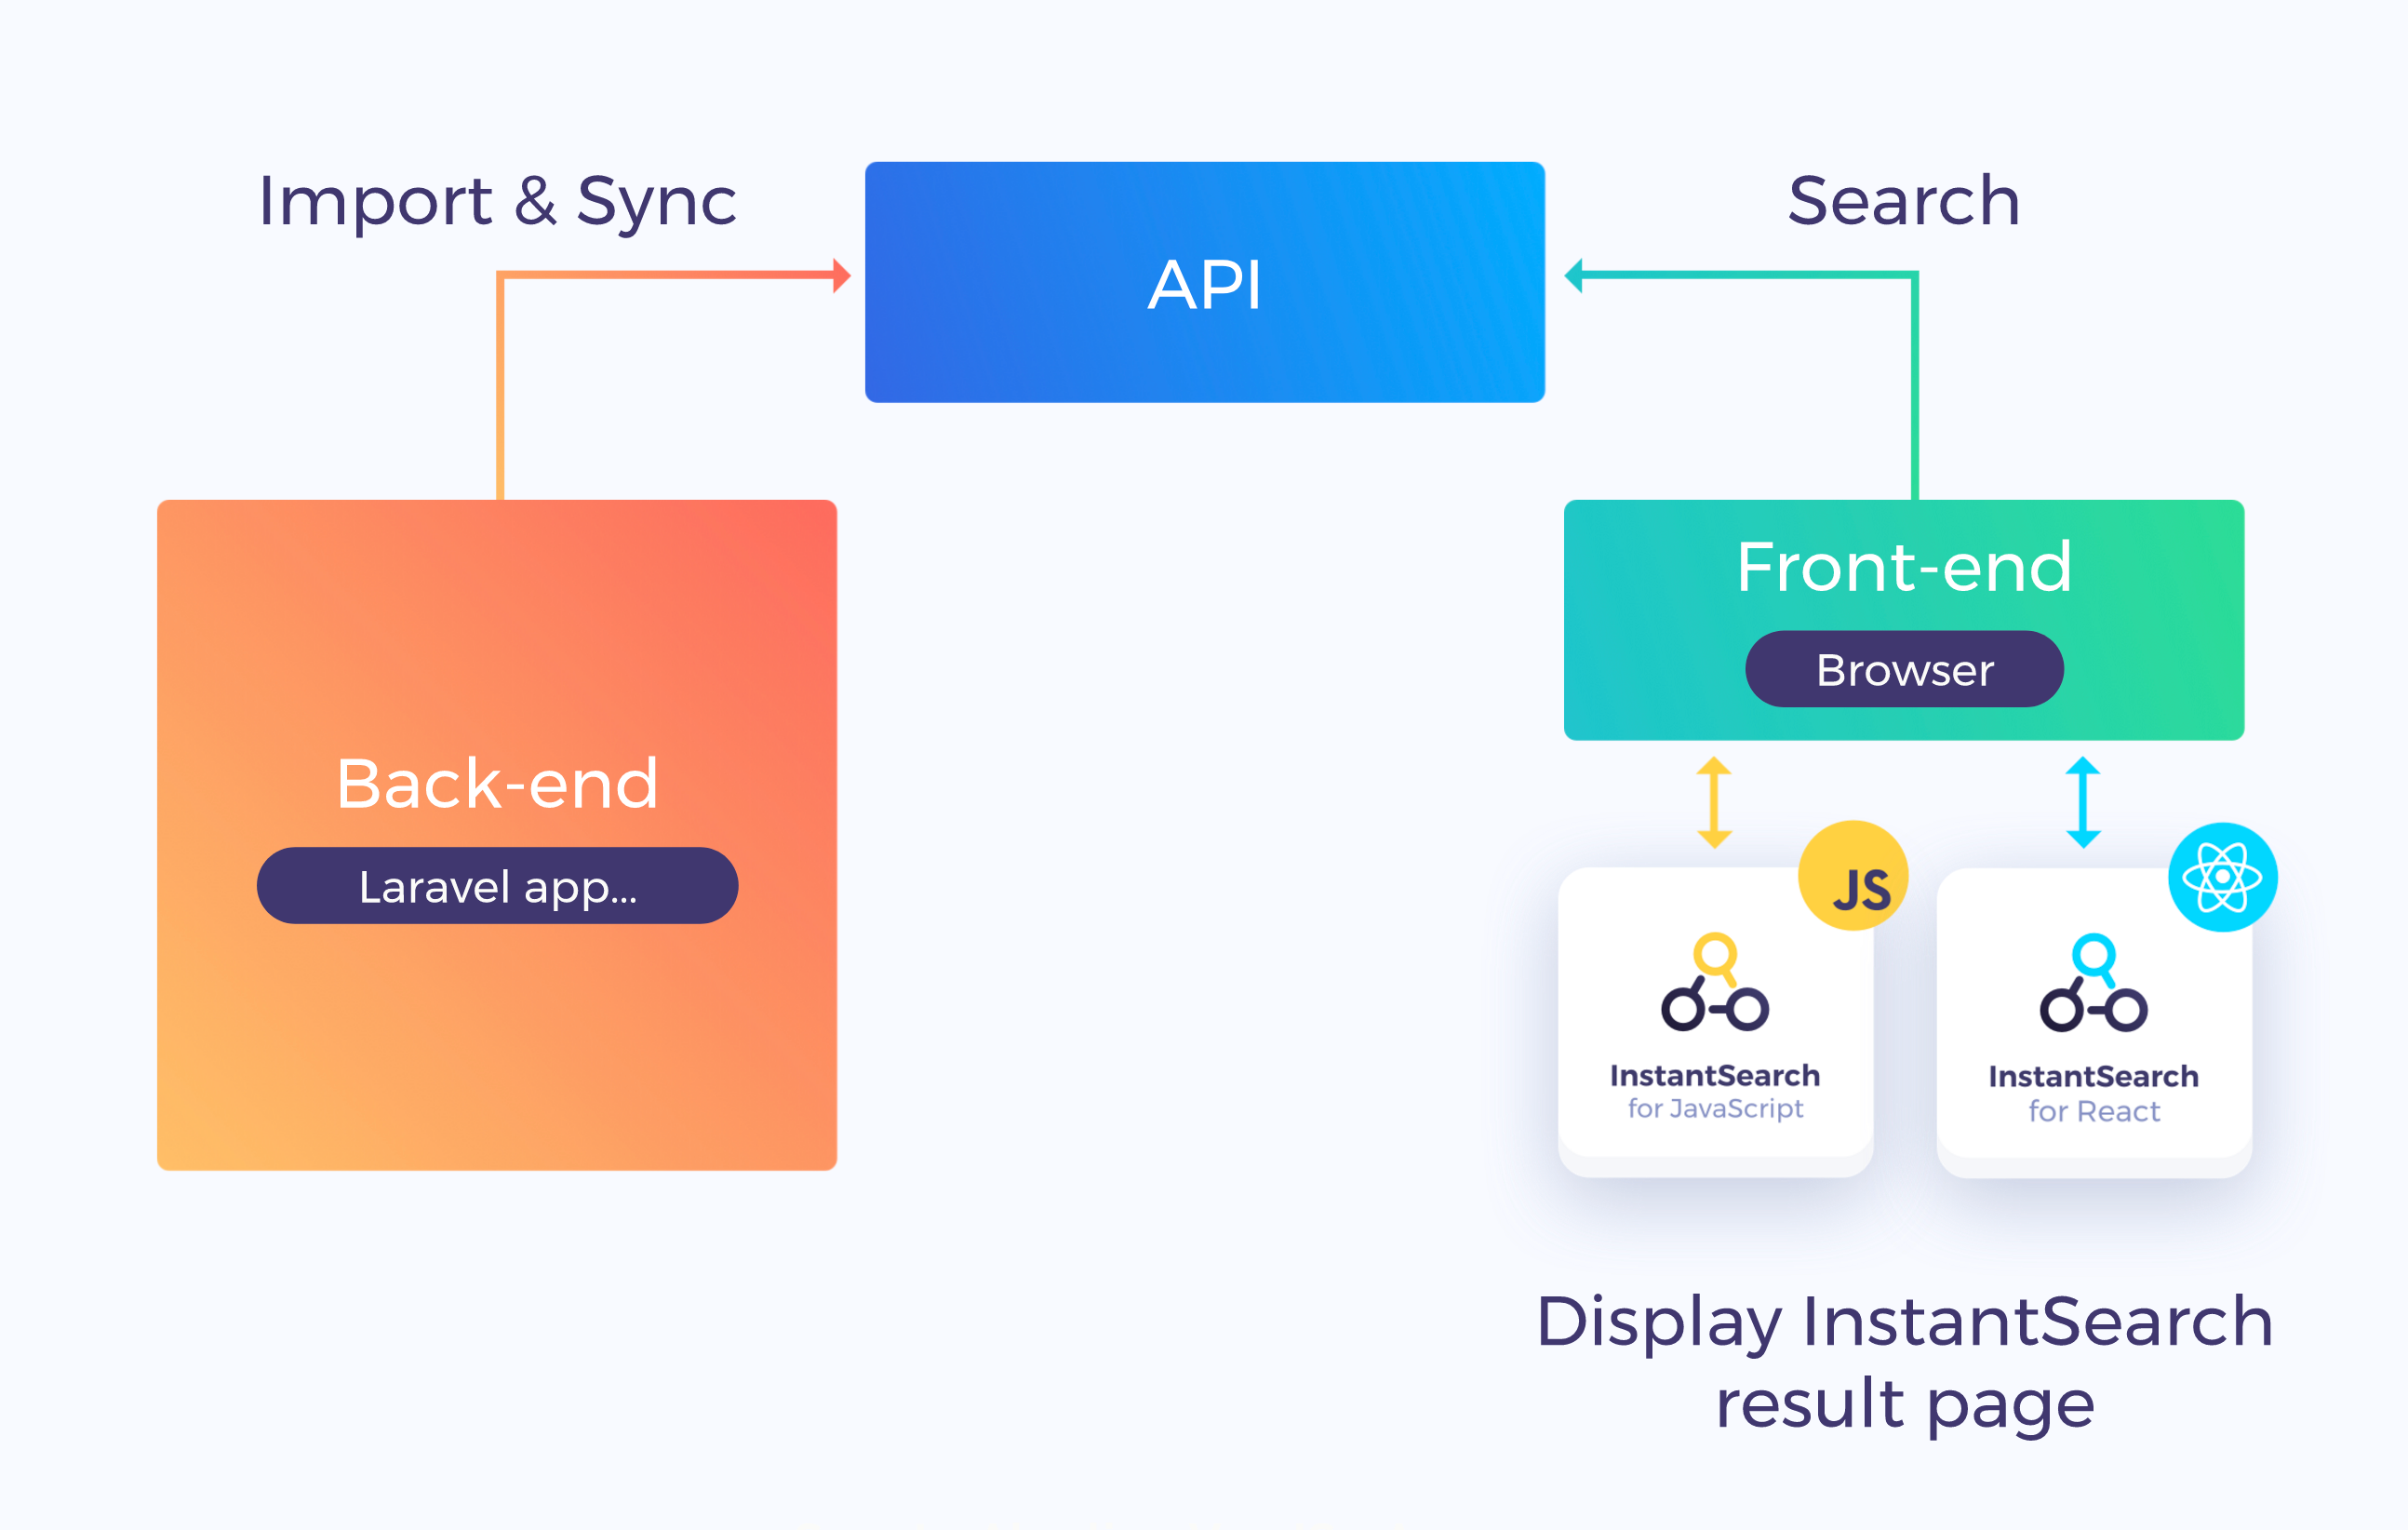 Import & Sync
API
Search
Back-end
Laravel app...
Front-end
Browser
JS
InstantSearch
for JavaScript
InstantSearch
for React
Display InstantSearch
result page